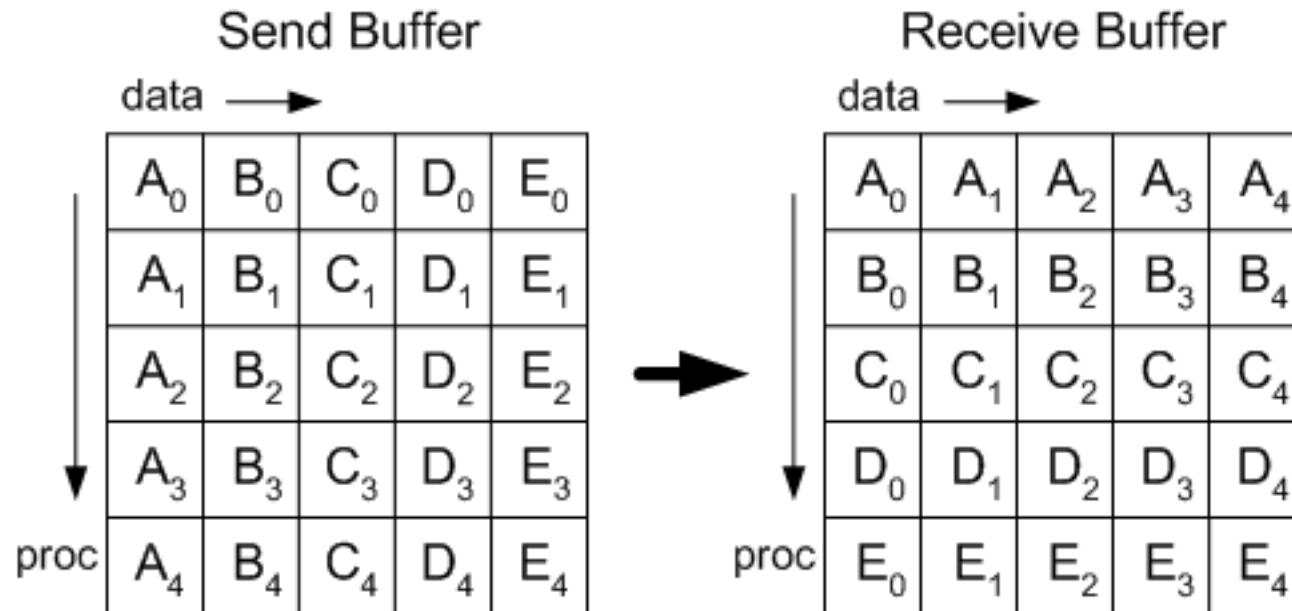 Send Buffer Receive Buffer
data data
A₀ B₀ C₀ D₀ E₀ A₀ A₁ A₂ A₃ A₄
A₁ B₁ C₁ D₁ E₁ B₀ B₁ B₂ B₃ B₄
A₂ B₂ C₂ D₂ E₂ C₀ C₁ C₂ C₃ C₄
A₃ B₃ C₃ D₃ E₃ D₀ D₁ D₂ D₃ D₄
proc A₄ B₄ C₄ D₄ E₄ proc E₀ E₁ E₂ E₃ E₄